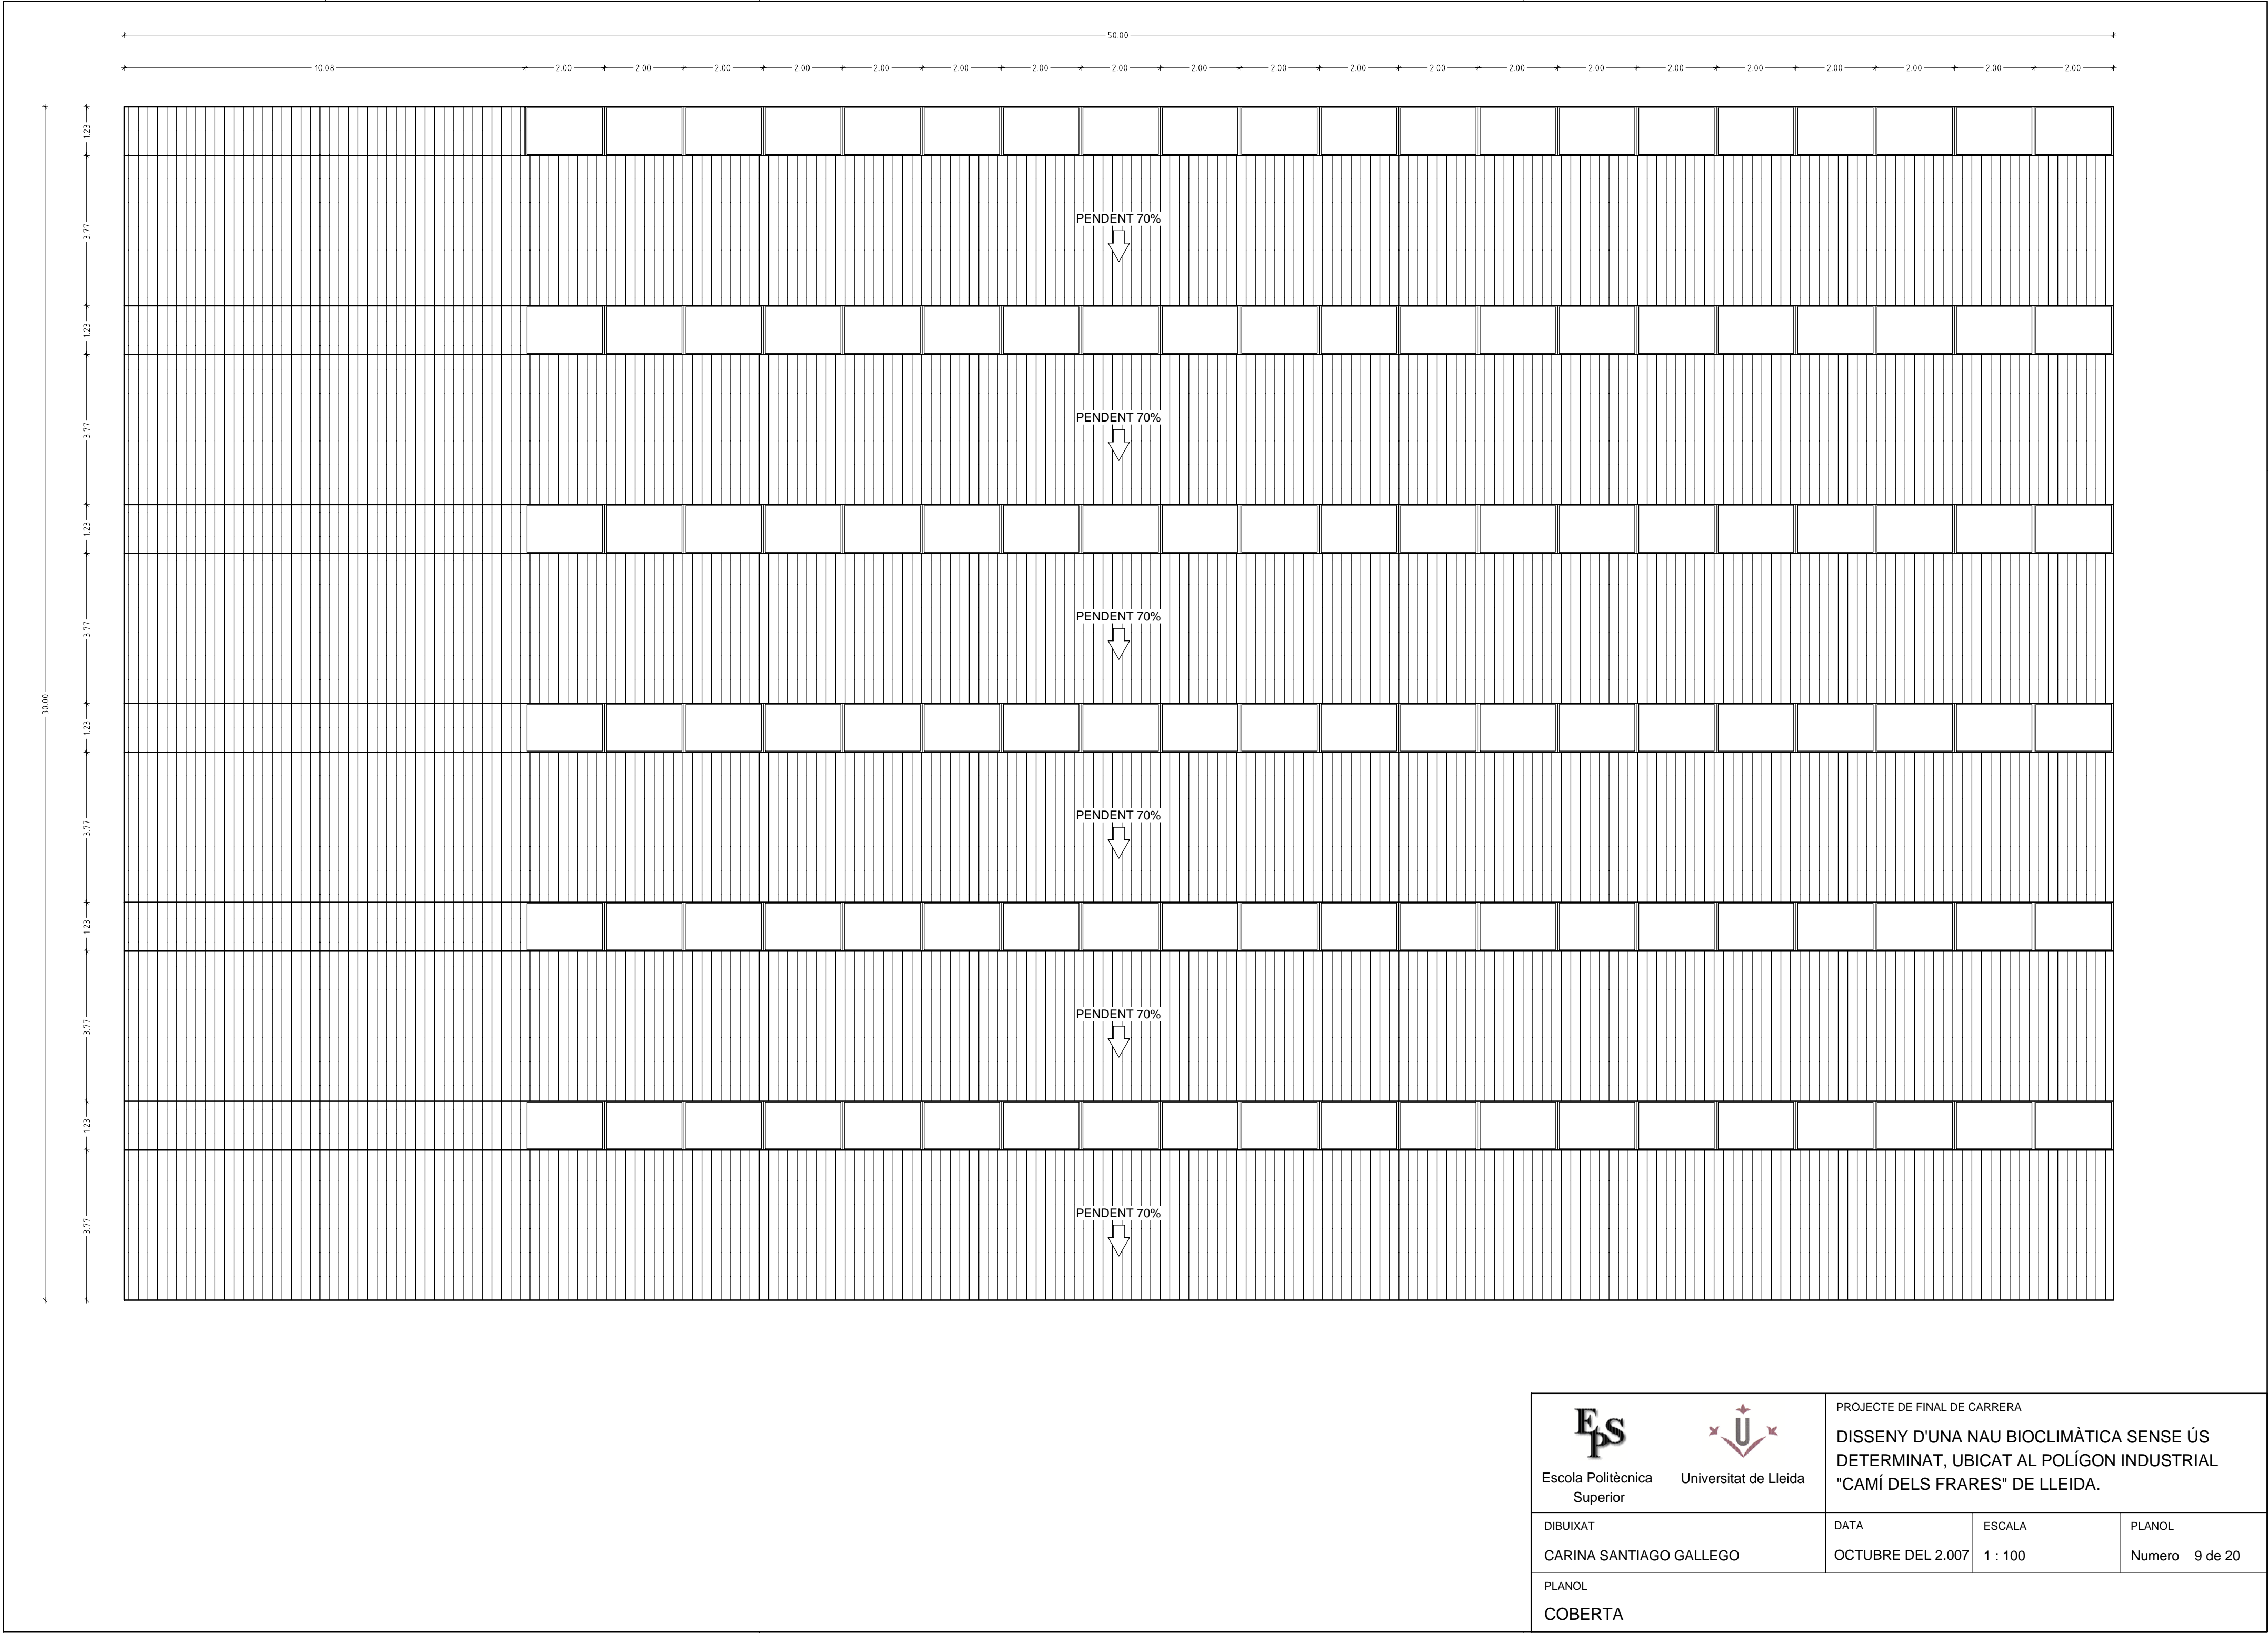 50.00
10.08 2.00 2.00 2.00 2.00 2.00 2.00 2.00 2.00 2.00 2.00 2.00 2.00 2.00 2.00 2.00 2.00 2.00 2.00 2.00 2.00
1.23
3.77
PENDENT 70%
1.23
3.77
PENDENT 70%
1.23
3.77
PENDENT 70%
30.00
1.23
3.77
PENDENT 70%
1.23
3.77
PENDENT 70%
1.23
3.77
PENDENT 70%
EPS
Escola Politècnica
Superior
U
Universitat de Lleida
PROJECTE DE FINAL DE CARRERA
DISSENY D'UNA NAU BIOCLIMÀTICA SENSE ÚS
DETERMINAT, UBICAT AL POLÍGON INDUSTRIAL
"CAMÍ DELS FRARES" DE LLEIDA.
DIBUIXAT
CARINA SANTIAGO GALLEGO
DATA
OCTUBRE DEL 2.007
ESCALA
1 : 100
PLANOL
Numero 9 de 20
PLANOL
COBERTA